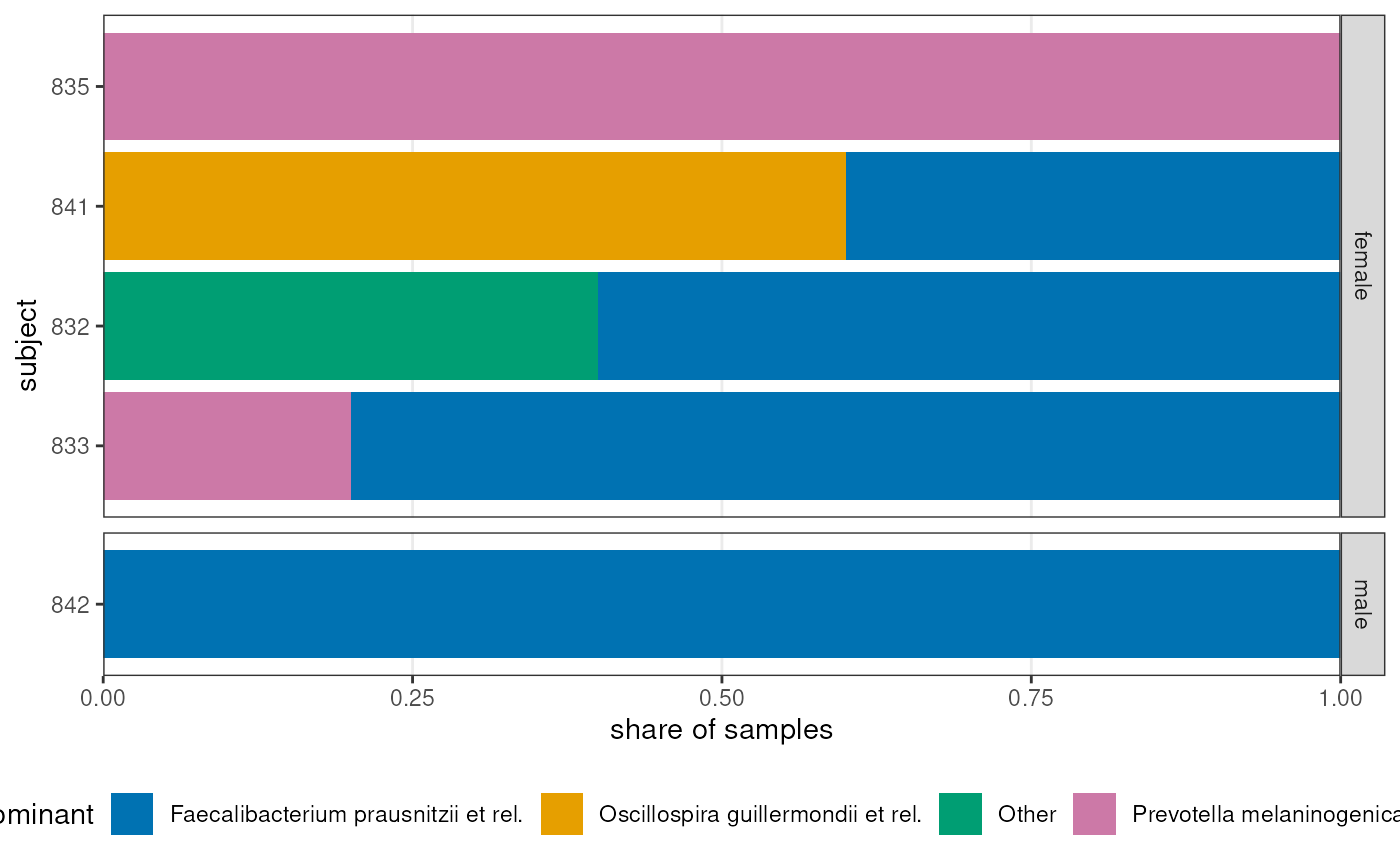 835
841
832
833
842
subject
female
male
0.00 0.25 0.50 0.75 1.00
share of samples
ominant Faecalibacterium prausnitzii et rel. Oscillospira guillermondii et rel. Other Prevotella melaninogenica